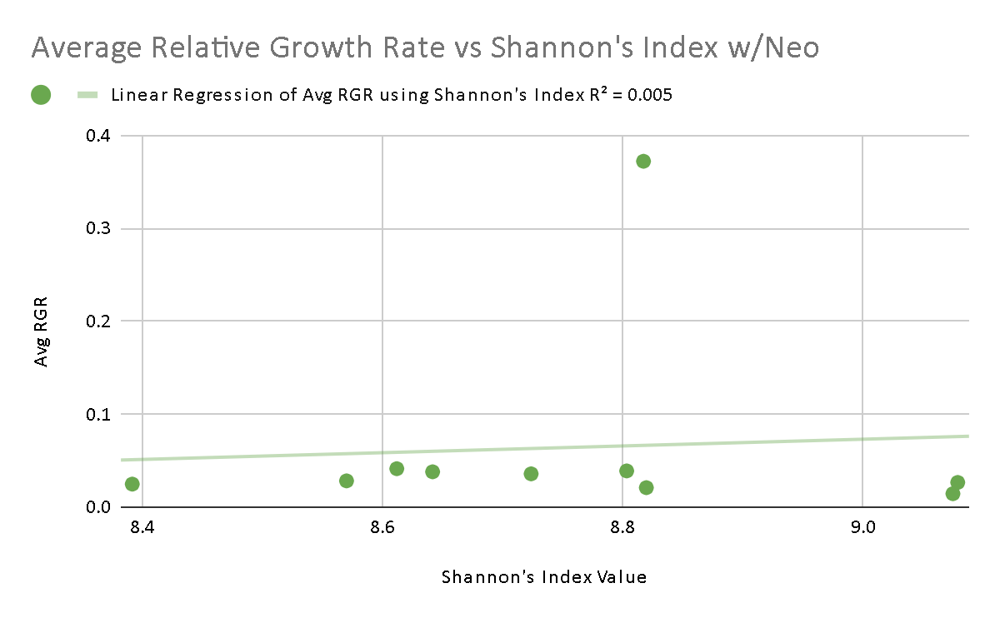 Average Relative Growth Rate vs Shannon's Index w/Neo
Linear Regression of Avg RGR using Shannon's Index R² = 0.005
0.4
0.3
0.2
0.1
0.0
Avg RGR
8.4 8.6 8.8 9.0
Shannon's Index Value